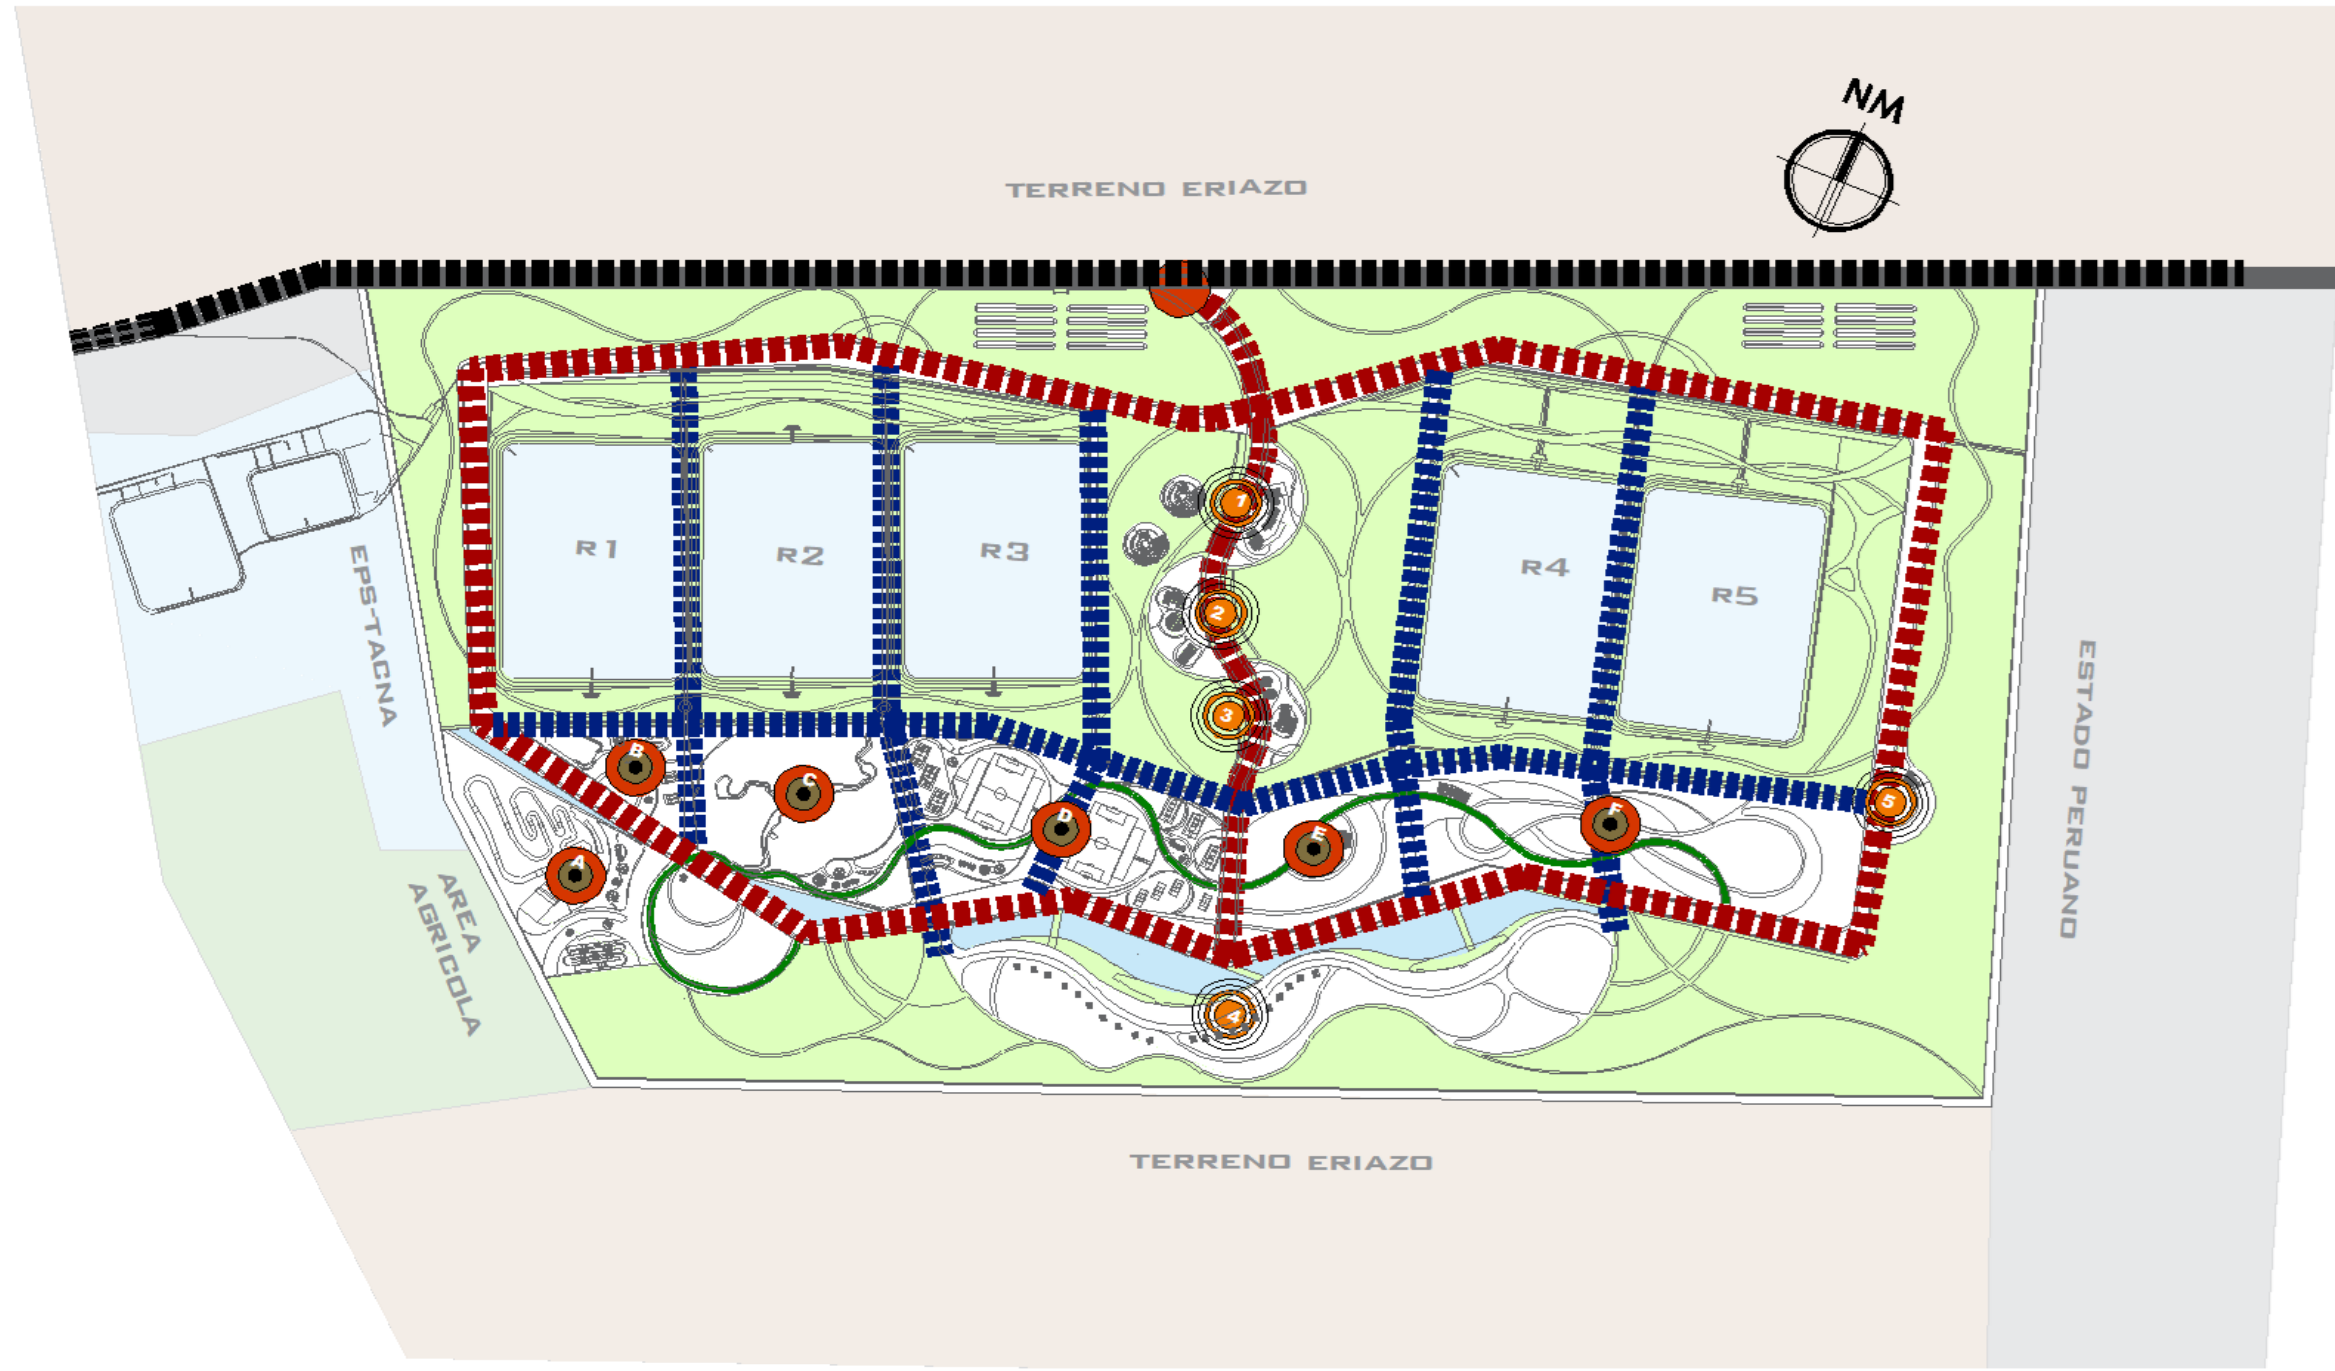 NM
TERRENO ERIAZO
1
R1
R2
R3
R4
R5
2
3
EPS-TACNA
ESTADO PERUANO
B
C
5
D
E
F
A
AREA
AGRICOLA
4
TERRENO ERIAZO